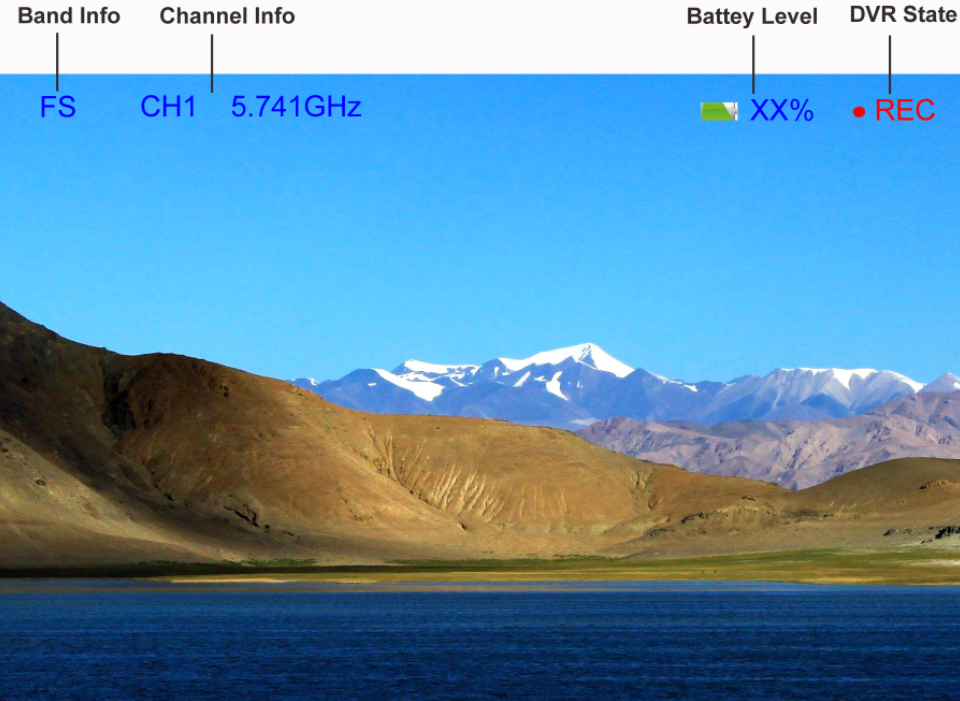 Band Info Channel Info Battey Level DVR State
FS CH1 5.741GHz XX% REC